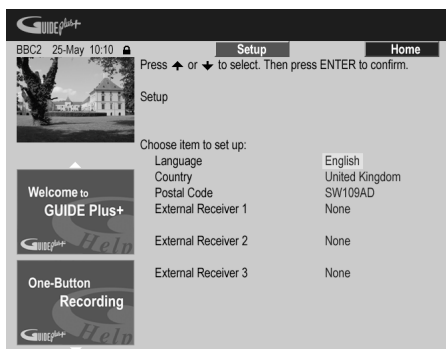 GUIDE plus+
BBC2 25-May 10:10 Setup Home
Press ↑ or ↓ to select. Then press ENTER to confirm.
Setup
Choose item to set up:
Language English
Country United Kingdom
Postal Code SW109AD
External Receiver 1 None
External Receiver 2 None
External Receiver 3 None
Welcome to
GUIDE Plus+
GUIDE plus+ Help
One-Button
Recording
GUIDE plus+ Help